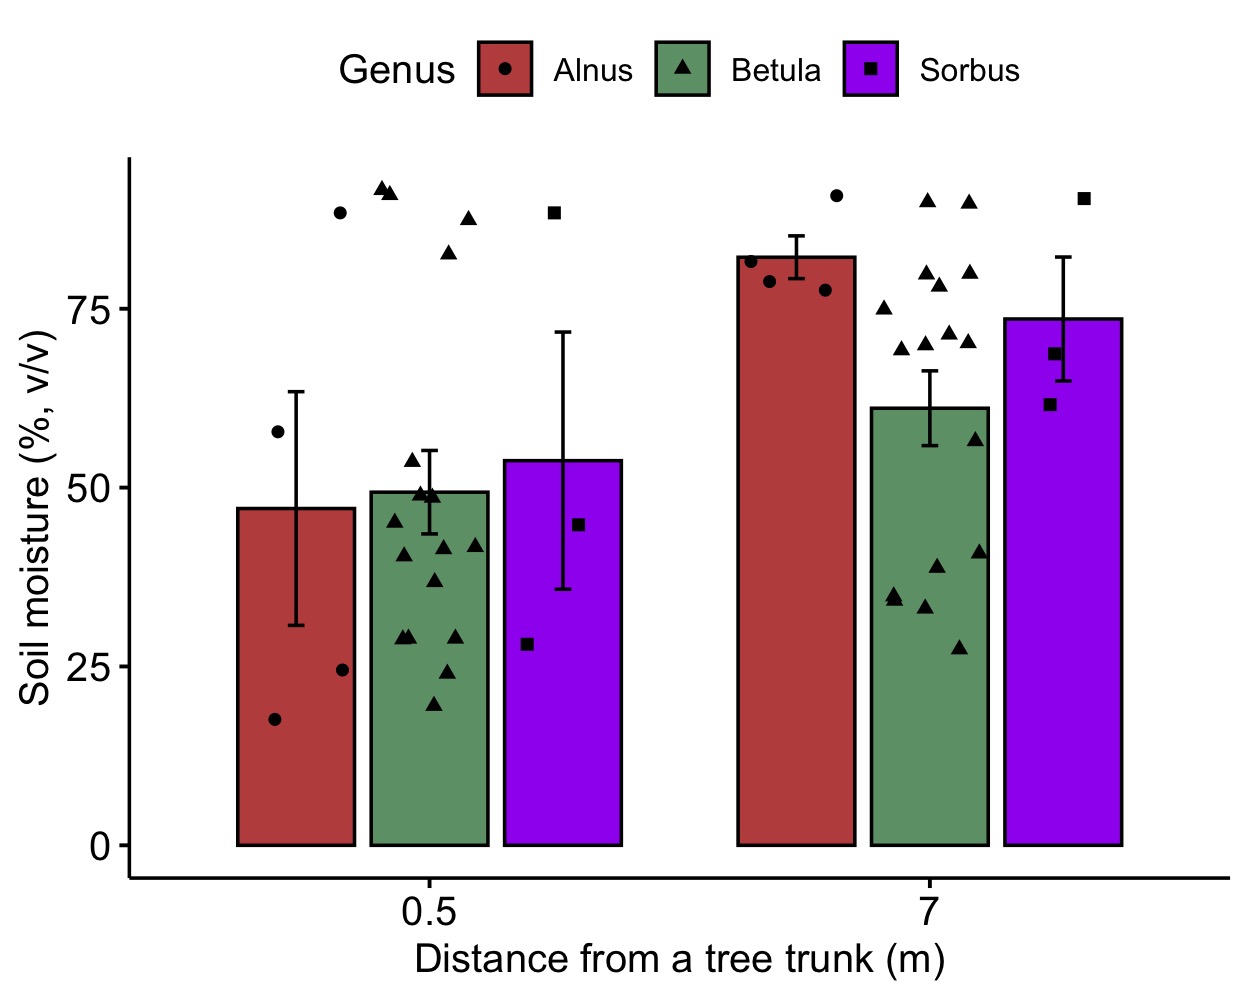 Genus Alnus Betula Sorbus
Soil moisture (%, v/v)
75
50
25
0
0.5 7
Distance from a tree trunk (m)